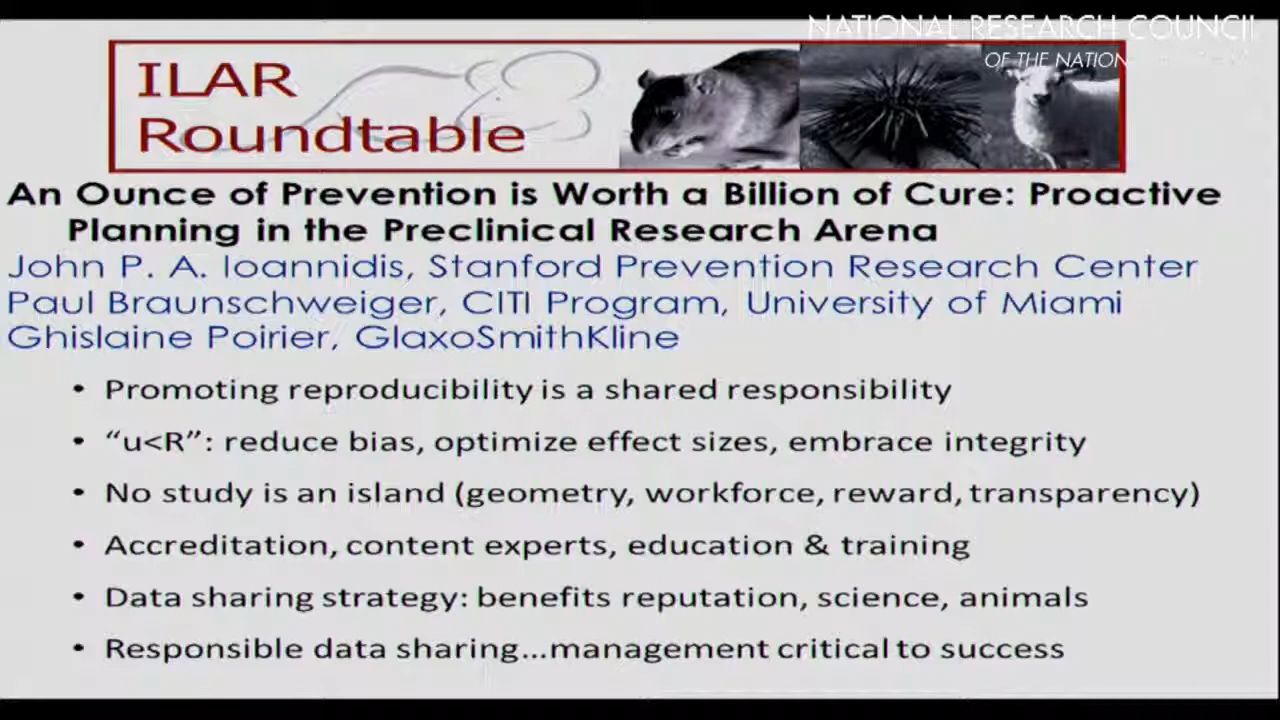 NATIONAL RESEARCH COUNCIL
OF THE NATION
ILAR
Roundtable
An Ounce of Prevention is Worth a Billion of Cure: Proactive
Planning in the Preclinical Research Arena
John P. A. Ioannidis, Stanford Prevention Research Center
Paul Braunschweiger, CITI Program, University of Miami
Ghislaine Poirier, GlaxoSmithKline
• Promoting reproducibility is a shared responsibility
• “u<R”: reduce bias, optimize effect sizes, embrace integrity
• No study is an island (geometry, workforce, reward, transparency)
• Accreditation, content experts, education & training
• Data sharing strategy: benefits reputation, science, animals
• Responsible data sharing...management critical to success